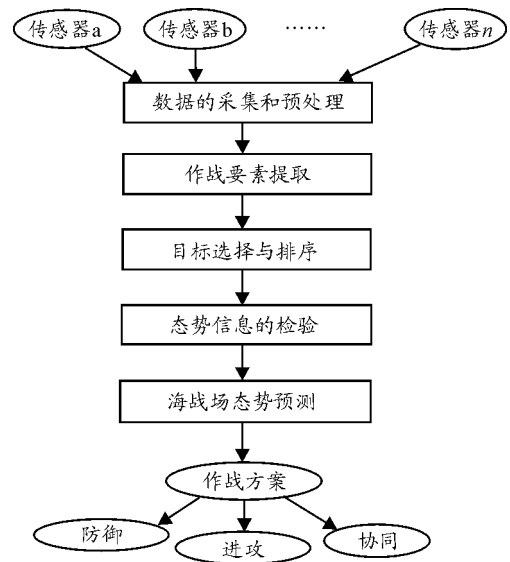 传感器a 传感器b …… 传感器n
数据的采集和预处理
作战要素提取
目标选择与排序
态势信息的检验
海战场态势预测
作战方案
防御 进攻 协同